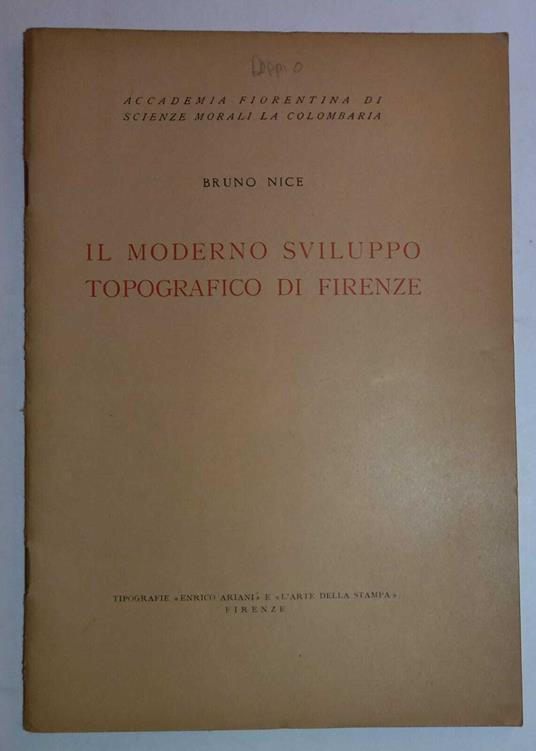 Doppio
ACCADEMIA FIORENTINA DI
SCIENZE MORALI LA COLOMBARIA
BRUNO NICE
IL MODERNO SVILUPPO
TOPOGRAFICO DI FIRENZE
TIPOGRAFIE «ENRICO ARIANI» E «L'ARTE DELLA STAMPA»
FIRENZE